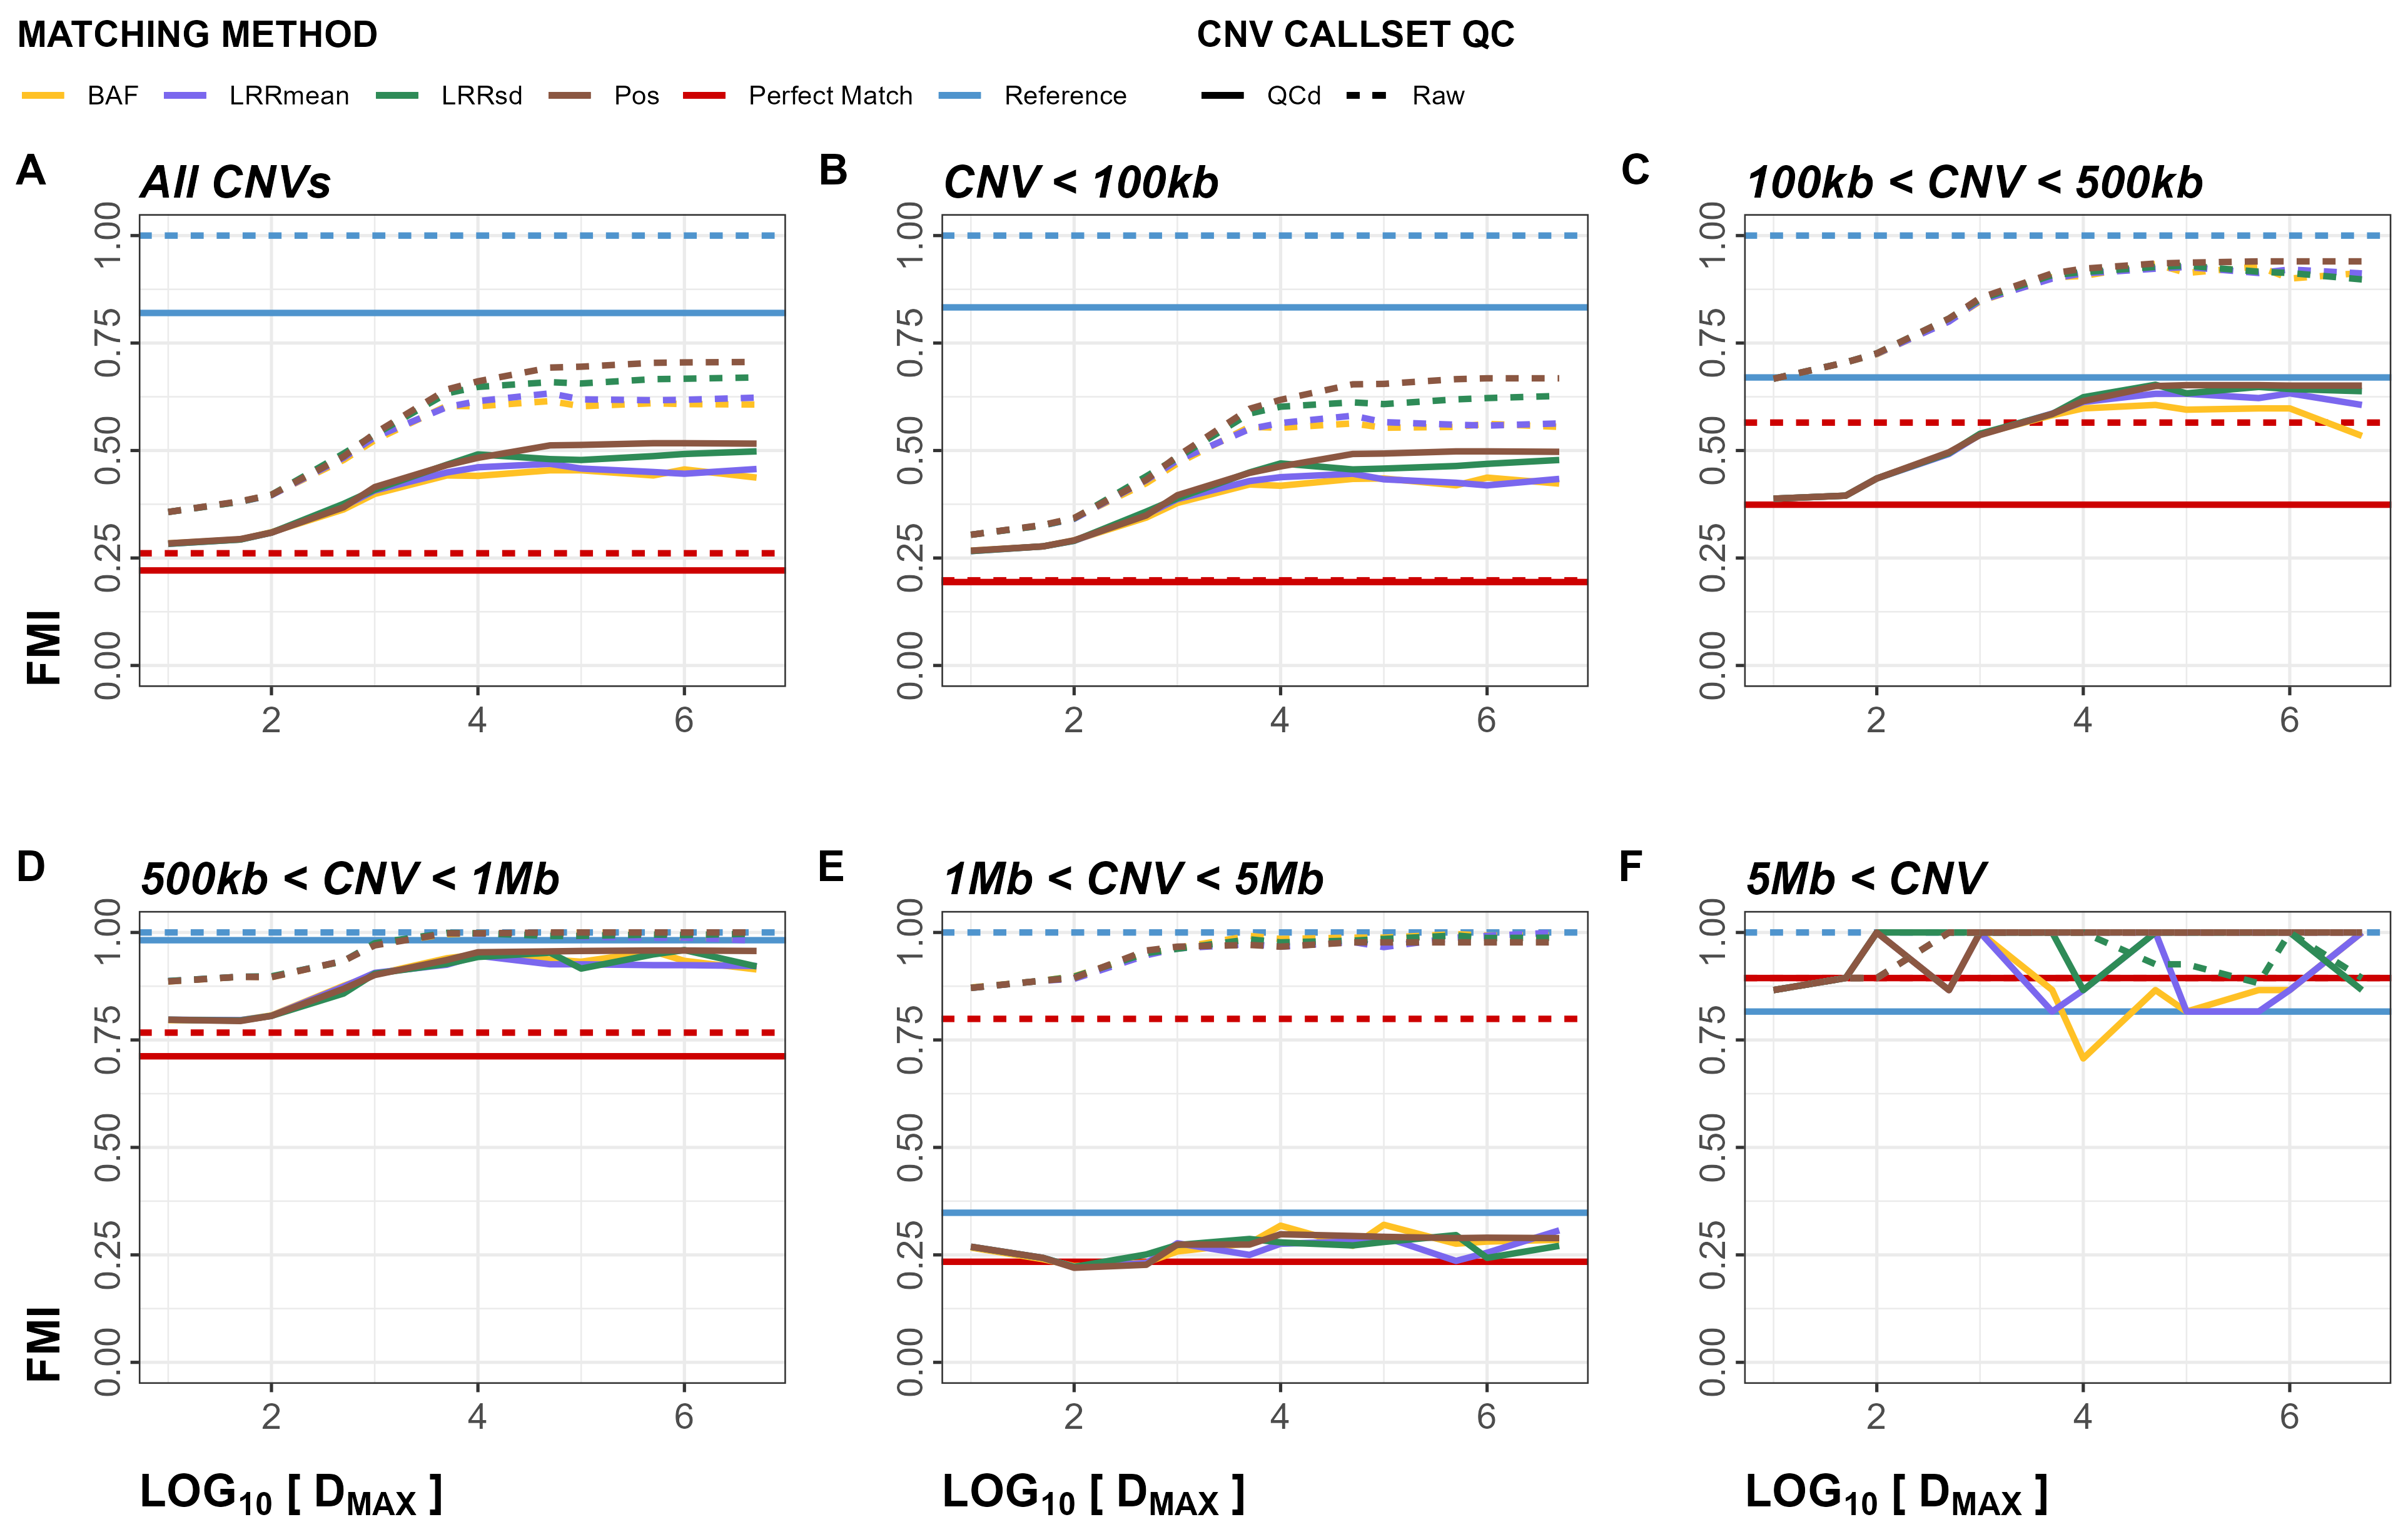 MATCHING METHOD CNV CALLSET QC
BAF LRRmean LRRsd Pos Perfect Match Reference QCd Raw
A All CNVs B CNV < 100kb C 100kb < CNV < 500kb
FMI
1.00 1.00 1.00
0.75 0.75 0.75
0.50 0.50 0.50
0.25 0.25 0.25
0.00 0.00 0.00
2 4 6 2 4 6 2 4 6
D 500kb < CNV < 1Mb E 1Mb < CNV < 5Mb F 5Mb < CNV
FMI
1.00 1.00 1.00
0.75 0.75 0.75
0.50 0.50 0.50
0.25 0.25 0.25
0.00 0.00 0.00
2 4 6 2 4 6 2 4 6
LOG10 [ DMAX ] LOG10 [ DMAX ] LOG10 [ DMAX ]